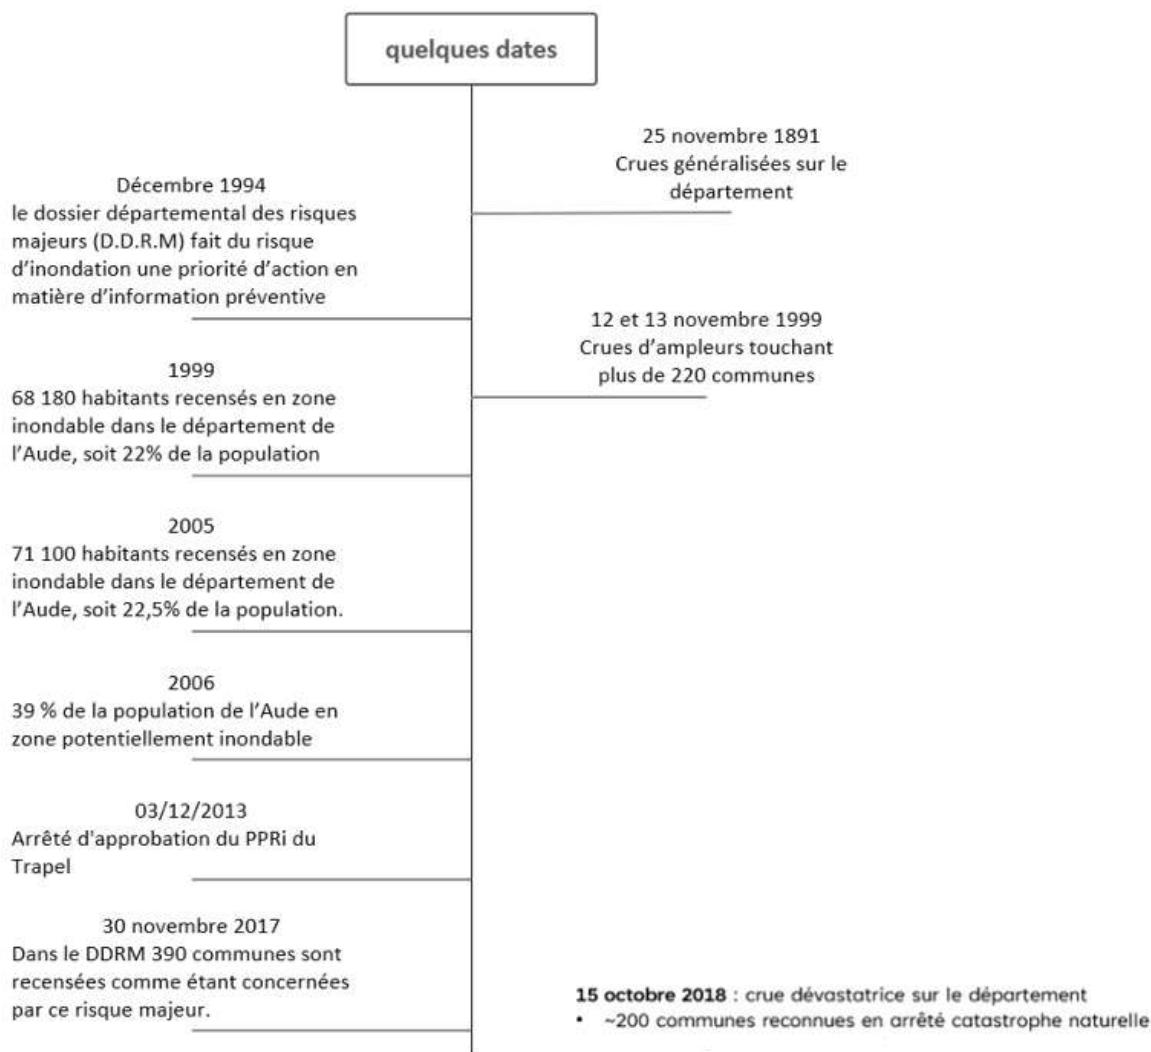 quelques dates
25 novembre 1891
Crues généralisées sur le
département
Décembre 1994
le dossier départemental des risques
majeurs (D.D.R.M) fait du risque
d’inondation une priorité d’action en
matière d’information préventive
12 et 13 novembre 1999
Crues d’ampleurs touchant
plus de 220 communes
1999
68 180 habitants recensés en zone
inondable dans le département de
l’Aude, soit 22% de la population
2005
71 100 habitants recensés en zone
inondable dans le département de
l’Aude, soit 22,5% de la population.
2006
39 % de la population de l’Aude en
zone potentiellement inondable
03/12/2013
Arrêté d'approbation du PPRi du
Trapel
30 novembre 2017
Dans le DDRM 390 communes sont
recensées comme étant concernées
par ce risque majeur.
15 octobre 2018 : crue dévastatrice sur le département
• ~200 communes reconnues en arrêté catastrophe naturelle